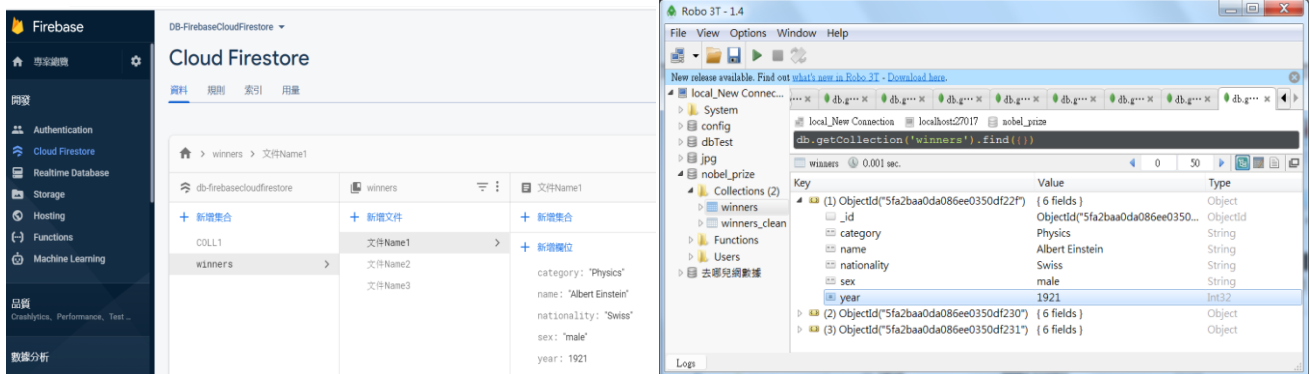 Firebase
專案總覽
開發
Authentication
Cloud Firestore
Realtime Database
Storage
Hosting
Functions
Machine Learning
品質
Crashlytics, Performance, Test ...
數據分析
DB-FirebaseCloudFirestore
Cloud Firestore
資料 規則 索引 用量
winners > 文件Name1
db-firebasecloudfirestore
+ 新增集合
COLL1
winners
winners
+ 新增文件
文件Name1
文件Name2
文件Name3
文件Name1
+ 新增集合
+ 新增欄位
category: "Physics"
name: "Albert Einstein"
nationality: "Swiss"
sex: "male"
year: 1921
Robo 3T - 1.4
File View Options Window Help
New release available. Find out what's new in Robo 3T - Download here.
local_New Connec...
System
config
dbTest
jpg
nobel_prize
Collections (2)
winners
winners_clean
Functions
Users
去哪兒網數據
db.g··· × db.g··· × db.g··· × db.g··· × db.g··· × db.g··· × db.g··· × db.g··· ×
local_New Connection localhost:27017 nobel_prize
db.getCollection('winners').find({})
winners 0.001 sec. 0 50
Key Value Type
(1) ObjectId("5fa2baa0da086ee0350df22f") { 6 fields } Object
_id ObjectId("5fa2baa0da086ee0350... ObjectId
category Physics String
name Albert Einstein String
nationality Swiss String
sex male String
year 1921 Int32
(2) ObjectId("5fa2baa0da086ee0350df230") { 6 fields } Object
(3) ObjectId("5fa2baa0da086ee0350df231") { 6 fields } Object
Logs